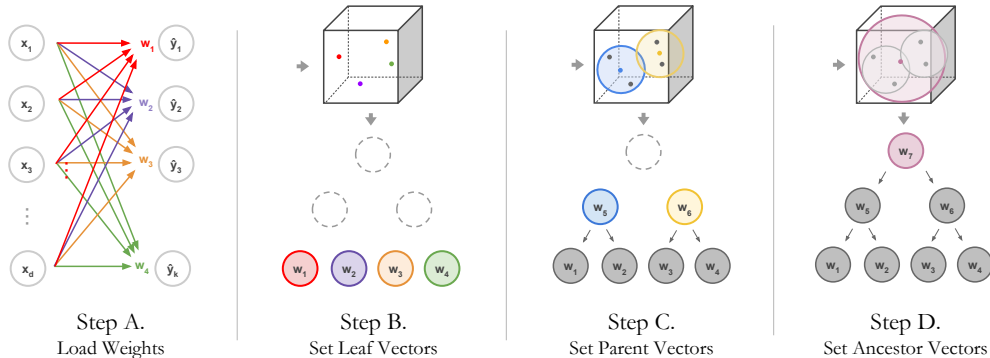 x1 w1 ŷ1
x2 w2 ŷ2
x3 w3 ŷ3
xd w4 ŷk
Step A.
Load Weights
w1 w2 w3 w4
Step B.
Set Leaf Vectors
w5 w6
w1 w2 w3 w4
Step C.
Set Parent Vectors
w7
w5 w6
w1 w2 w3 w4
Step D.
Set Ancestor Vectors